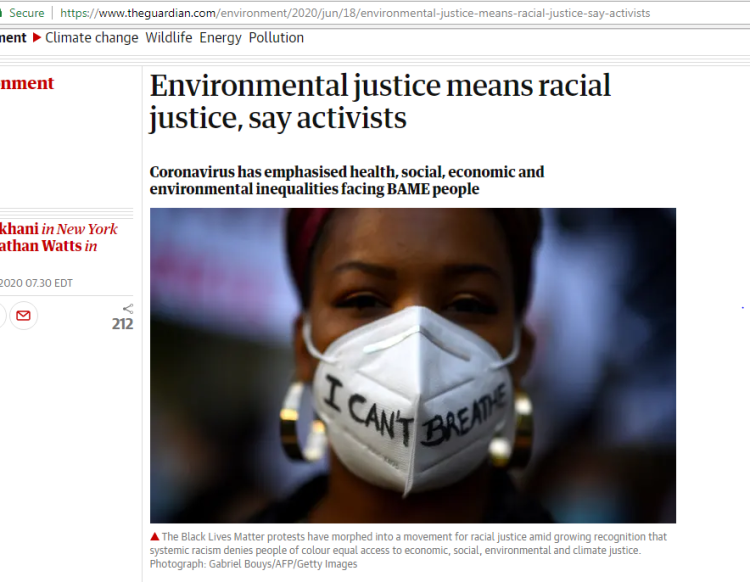 Secure | https://www.theguardian.com/environment/2020/jun/18/environmental-justice-means-racial-justice-say-activists
ment Climate change Wildlife Energy Pollution
nment
Environmental justice means racial
justice, say activists
Coronavirus has emphasised health, social, economic and
environmental inequalities facing BAME people
khani in New York
athan Watts in
2020 07.30 EDT
212
I CAN'T BREATHE
The Black Lives Matter protests have morphed into a movement for racial justice amid growing recognition that
systemic racism denies people of colour equal access to economic, social, environmental and climate justice.
Photograph: Gabriel Bouys/AFP/Getty Images